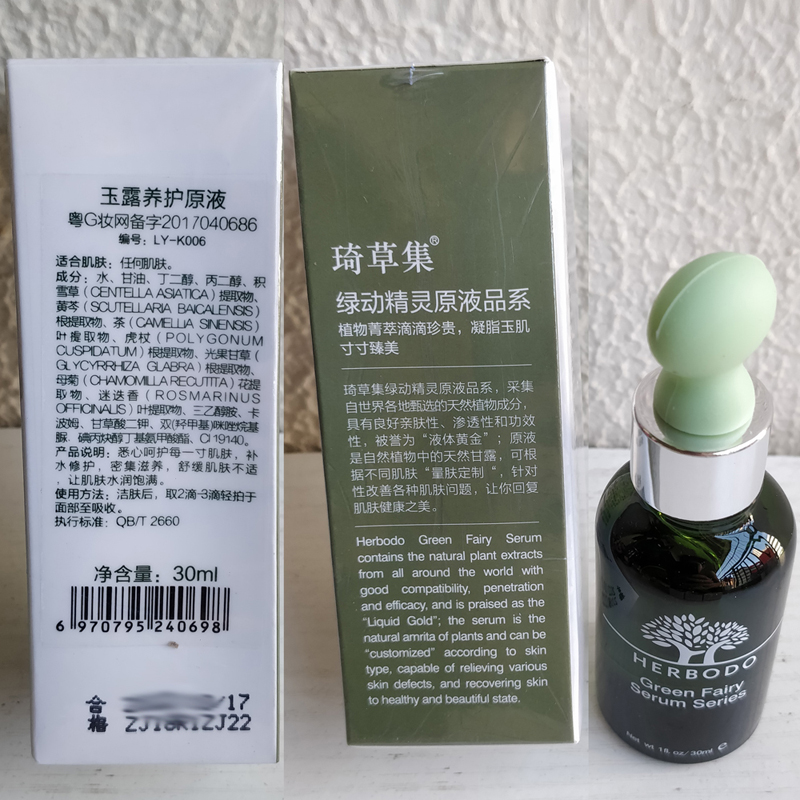 玉露养护原液
粤G妆网备字2017040686
编号：LY-K006
适合肌肤：任何肌肤。
成分：水、甘油、丁二醇、丙二醇、积
雪草（CENTELLA ASIATICA）提取物、
黄芩（SCUTELLARIA BAICALENSIS）
根提取物、茶（CAMELLIA SINENSIS）
叶提取物、虎杖（POLYGONUM
CUSPIDATUM）根提取物、光果甘草（
GLYCYRRHIZA GLABRA）根提取物、
母菊（CHAMOMILLA RECUTITA）花提
取物、迷迭香（ROSMARINUS
OFFICINALIS）叶提取物、三乙醇胺、卡
波姆、甘草酸二钾、双(羟甲基)咪唑烷基
脲、碘丙炔醇丁基氨甲酸酯、CI 19140。
产品说明：悉心呵护每一寸肌肤，补
水修护，密集滋养，舒缓肌肤不适
，让肌肤水润饱满。
使用方法：洁肤后，取2滴-3滴轻拍于
面部至吸收。
执行标准：QB/T 2660
净含量：30ml
6 970795 240698
合格
/17
ZJ22
琦草集®
绿动精灵原液品系
植物菁萃滴滴珍贵，凝脂玉肌
寸寸臻美
琦草集绿动精灵原液品系，采集
自世界各地甄选的天然植物成分，
具有良好亲肤性、渗透性和功效
性，被誉为“液体黄金”；原液
是自然植物中的天然甘露，可根
据不同肌肤“量肤定制“，针对
性改善各种肌肤问题，让你回复
肌肤健康之美。
Herbodo Green Fairy Serum
contains the natural plant extracts
from all around the world with
good compatibility, penetration
and efficacy, and is praised as the
“Liquid Gold”; the serum is the
natural amrita of plants and can be
“customized” according to skin
type, capable of relieving various
skin defects, and recovering skin
to healthy and beautiful state.
HERBODO
Green Fairy
Serum Series
Net wt. 1fl oz/30ml ℮